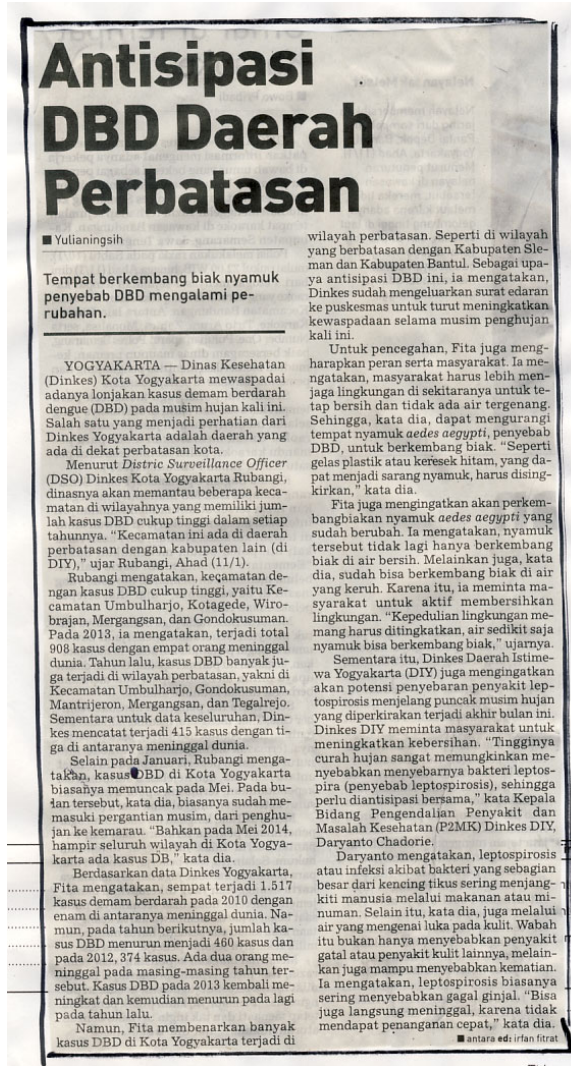 Antisipasi
DBD Daerah
Perbatasan
■ Yulianingsih
Tempat berkembang biak nyamuk
penyebab DBD mengalami pe-
rubahan.
YOGYAKARTA — Dinas Kesehatan
(Dinkes) Kota Yogyakarta mewaspadai
adanya lonjakan kasus demam berdarah
dengue (DBD) pada musim hujan kali ini.
Salah satu yang menjadi perhatian dari
Dinkes Yogyakarta adalah daerah yang
ada di dekat perbatasan kota.
Menurut Distric Surveillance Officer
(DSO) Dinkes Kota Yogyakarta Rubangi,
dinasnya akan memantau beberapa keca-
matan di wilayahnya yang memiliki jum-
lah kasus DBD cukup tinggi dalam setiap
tahunnya. “Kecamatan ini ada di daerah
perbatasan dengan kabupaten lain (di
DIY),” ujar Rubangi, Ahad (11/1).
Rubangi mengatakan, kecamatan de-
ngan kasus DBD cukup tinggi, yaitu Ke-
camatan Umbulharjo, Kotagede, Wiro-
brajan, Mergangsan, dan Gondokusuman.
Pada 2013, ia mengatakan, terjadi total
908 kasus dengan empat orang meninggal
dunia. Tahun lalu, kasus DBD banyak ju-
ga terjadi di wilayah perbatasan, yakni di
Kecamatan Umbulharjo, Gondokusuman,
Mantrijeron, Mergangsan, dan Tegalrejo.
Sementara untuk data keseluruhan, Din-
kes mencatat terjadi 415 kasus dengan ti-
ga di antaranya meninggal dunia.
Selain pada Januari, Rubangi menga-
takan, kasus DBD di Kota Yogyakarta
biasanya memuncak pada Mei. Pada bu-
lan tersebut, kata dia, biasanya sudah me-
masuki pergantian musim, dari penghu-
jan ke kemarau. “Bahkan pada Mei 2014,
hampir seluruh wilayah di Kota Yogya-
karta ada kasus DB,” kata dia.
Berdasarkan data Dinkes Yogyakarta,
Fita mengatakan, sempat terjadi 1.517
kasus demam berdarah pada 2010 dengan
enam di antaranya meninggal dunia. Na-
mun, pada tahun berikutnya, jumlah ka-
sus DBD menurun menjadi 460 kasus dan
pada 2012, 374 kasus. Ada dua orang me-
ninggal pada masing-masing tahun ter-
sebut. Kasus DBD pada 2013 kembali me-
ningkat dan kemudian menurun pada lagi
pada tahun lalu.
Namun, Fita membenarkan banyak
kasus DBD di Kota Yogyakarta terjadi di
wilayah perbatasan. Seperti di wilayah
yang berbatasan dengan Kabupaten Sle-
man dan Kabupaten Bantul. Sebagai upa-
ya antisipasi DBD ini, ia mengatakan,
Dinkes sudah mengeluarkan surat edaran
ke puskesmas untuk turut meningkatkan
kewaspadaan selama musim penghujan
kali ini.
Untuk pencegahan, Fita juga meng-
harapkan peran serta masyarakat. Ia me-
ngatakan, masyarakat harus lebih men-
jaga lingkungan di sekitaranya untuk te-
tap bersih dan tidak ada air tergenang.
Sehingga, kata dia, dapat mengurangi
tempat nyamuk aedes aegypti, penyebab
DBD, untuk berkembang biak. “Seperti
gelas plastik atau keresek hitam, yang da-
pat menjadi sarang nyamuk, harus dising-
kirkan,” kata dia.
Fita juga mengingatkan akan perkem-
bangbiakan nyamuk aedes aegypti yang
sudah berubah. Ia mengatakan, nyamuk
tersebut tidak lagi hanya berkembang
biak di air bersih. Melainkan juga, kata
dia, sudah bisa berkembang biak di air
yang keruh. Karena itu, ia meminta ma-
syarakat untuk aktif membersihkan
lingkungan. “Kepedulian lingkungan me-
mang harus ditingkatkan, air sedikit saja
nyamuk bisa berkembang biak,” ujarnya.
Sementara itu, Dinkes Daerah Istime-
wa Yogyakarta (DIY) juga mengingatkan
akan potensi penyebaran penyakit lep-
tospirosis menjelang puncak musim hujan
yang diperkirakan terjadi akhir bulan ini.
Dinkes DIY meminta masyarakat untuk
meningkatkan kebersihan. “Tingginya
curah hujan sangat memungkinkan me-
nyebabkan menyebarnya bakteri leptos-
pira (penyebab leptospirosis), sehingga
perlu diantisipasi bersama,” kata Kepala
Bidang Pengendalian Penyakit dan
Masalah Kesehatan (P2MK) Dinkes DIY,
Daryanto Chadorie.
Daryanto mengatakan, leptospirosis
atau infeksi akibat bakteri yang sebagian
besar dari kencing tikus sering menjang-
kiti manusia melalui makanan atau mi-
numan. Selain itu, kata dia, juga melalui
air yang mengenai luka pada kulit. Wabah
itu bukan hanya menyebabkan penyakit
gatal atau penyakit kulit lainnya, melain-
kan juga mampu menyebabkan kematian.
Ia mengatakan, leptospirosis biasanya
sering menyebabkan gagal ginjal. “Bisa
juga langsung meninggal, karena tidak
mendapat penanganan cepat,” kata dia.
■ antara ed: irfan fitrat